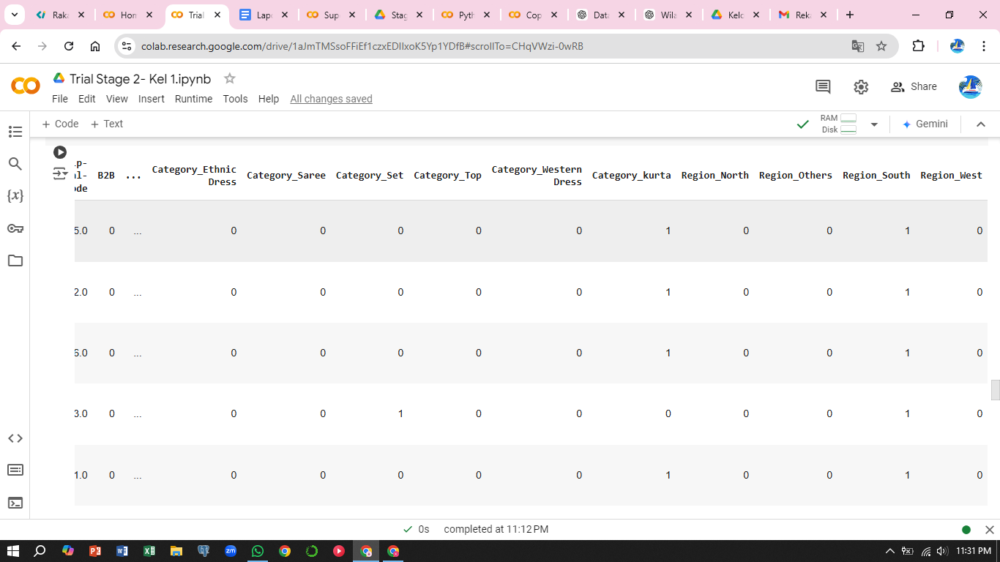 Raka
Hon
Trial
Lapo
Sup
Stag
Pyth
Cop
Data
Wila
Kelo
Reka
colab.research.google.com/drive/1aJmTMSsoFFiEf1czxEDIIxoK5Yp1YDfB#scrollTo=CHqVWzi-0wRB
Trial Stage 2- Kel 1.ipynb
File Edit View Insert Runtime Tools Help All changes saved
Share
+ Code + Text
RAM
Disk
Gemini
ip-
al-
ode
B2B ... Category_Ethnic Dress Category_Saree Category_Set Category_Top Category_Western Dress Category_kurta Region_North Region_Others Region_South Region_West
5.0 0 ... 0 0 0 0 0 1 0 0 1 0
2.0 0 ... 0 0 0 0 0 1 0 0 1 0
6.0 0 ... 0 0 0 0 0 1 0 0 1 0
3.0 0 ... 0 0 1 0 0 0 0 0 1 0
1.0 0 ... 0 0 0 0 0 1 0 0 1 0
0s completed at 11:12 PM
zm
11:31 PM